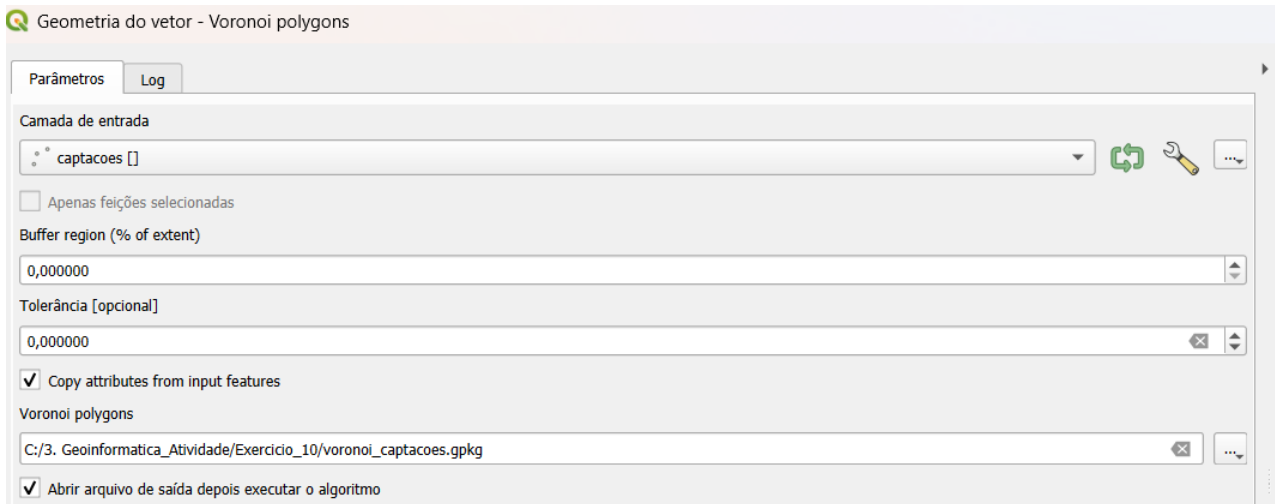 Geometria do vetor - Voronoi polygons
Parâmetros Log
Camada de entrada
captacoes []
...
Apenas feições selecionadas
Buffer region (% of extent)
0,000000
Tolerância [opcional]
0,000000
Copy attributes from input features
Voronoi polygons
C:/3. Geoinformatica_Atividade/Exercicio_10/voronoi_captacoes.gpkg
...
Abrir arquivo de saída depois executar o algoritmo